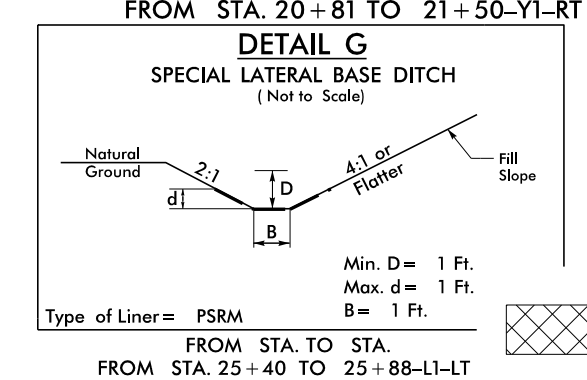 FROM STA. 20+81 TO 21+50-Y1-RT
DETAIL G
SPECIAL LATERAL BASE DITCH
( Not to Scale)
Natural
Ground
2:1
4:1 or
Flatter
Fill
Slope
D
d
B
Min. D= 1 Ft.
Max. d= 1 Ft.
B= 1 Ft.
Type of Liner= PSRM
FROM STA. TO STA.
FROM STA. 25+40 TO 25+88-L1-LT